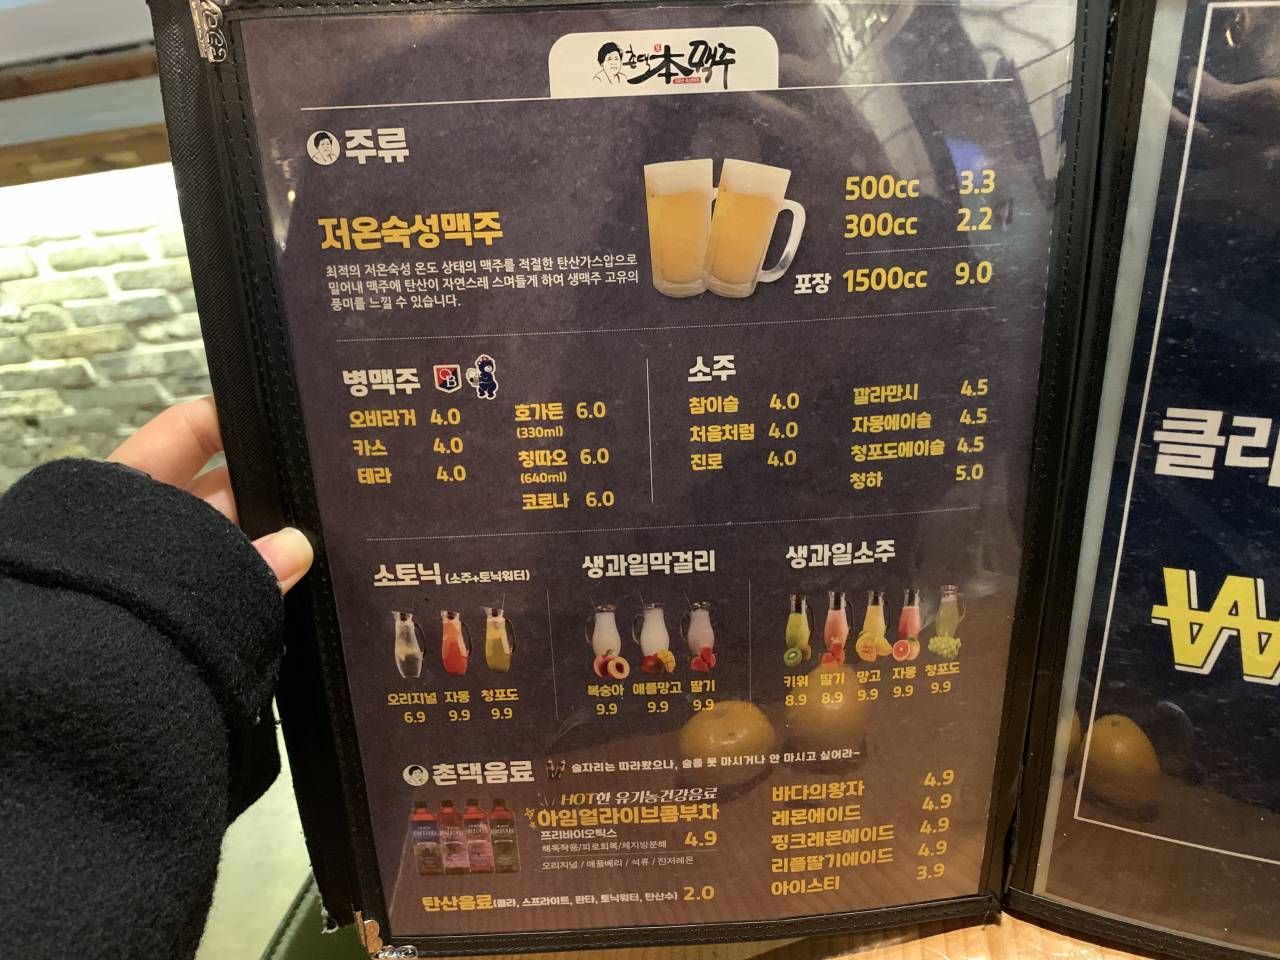 촌댁 本 맥주
주류
저온숙성맥주
최적의 저온숙성 온도 상태의 맥주를 적절한 탄산가스압으로
밀어내 맥주에 탄산이 자연스레 스며들게 하여 생맥주 고유의
풍미를 느낄 수 있습니다.
500cc 3.3
300cc 2.2
포장 1500cc 9.0
병맥주 OB
오비라거 4.0
카스 4.0
테라 4.0
호가든 6.0
(330ml)
칭따오 6.0
(640ml)
코로나 6.0
소주
참이슬 4.0
처음처럼 4.0
진로 4.0
깔라만시 4.5
자몽에이슬 4.5
청포도에이슬 4.5
청하 5.0
소토닉 (소주+토닉워터)
오리지널 자몽 청포도
6.9 9.9 9.9
생과일막걸리
복숭아 애플망고 딸기
9.9 9.9 9.9
생과일소주
키위 딸기 망고 자몽 청포도
8.9 8.9 9.9 9.9 9.9
촌댁음료 술자리는 따라왔으나, 술을 못 마시거나 안 마시고 싶어라~
HOT한 유기농건강음료
아임얼라이브콤부차
프리바이오틱스 4.9
해독작용/피로회복/체지방분해
오리지널 / 애플베리 / 석류 / 진저레몬
탄산음료(콜라, 스프라이트, 환타, 토닉워터, 탄산수) 2.0
바다의왕자 4.9
레몬에이드 4.9
핑크레몬에이드 4.9
리플딸기에이드 4.9
아이스티 3.9
클라
₩